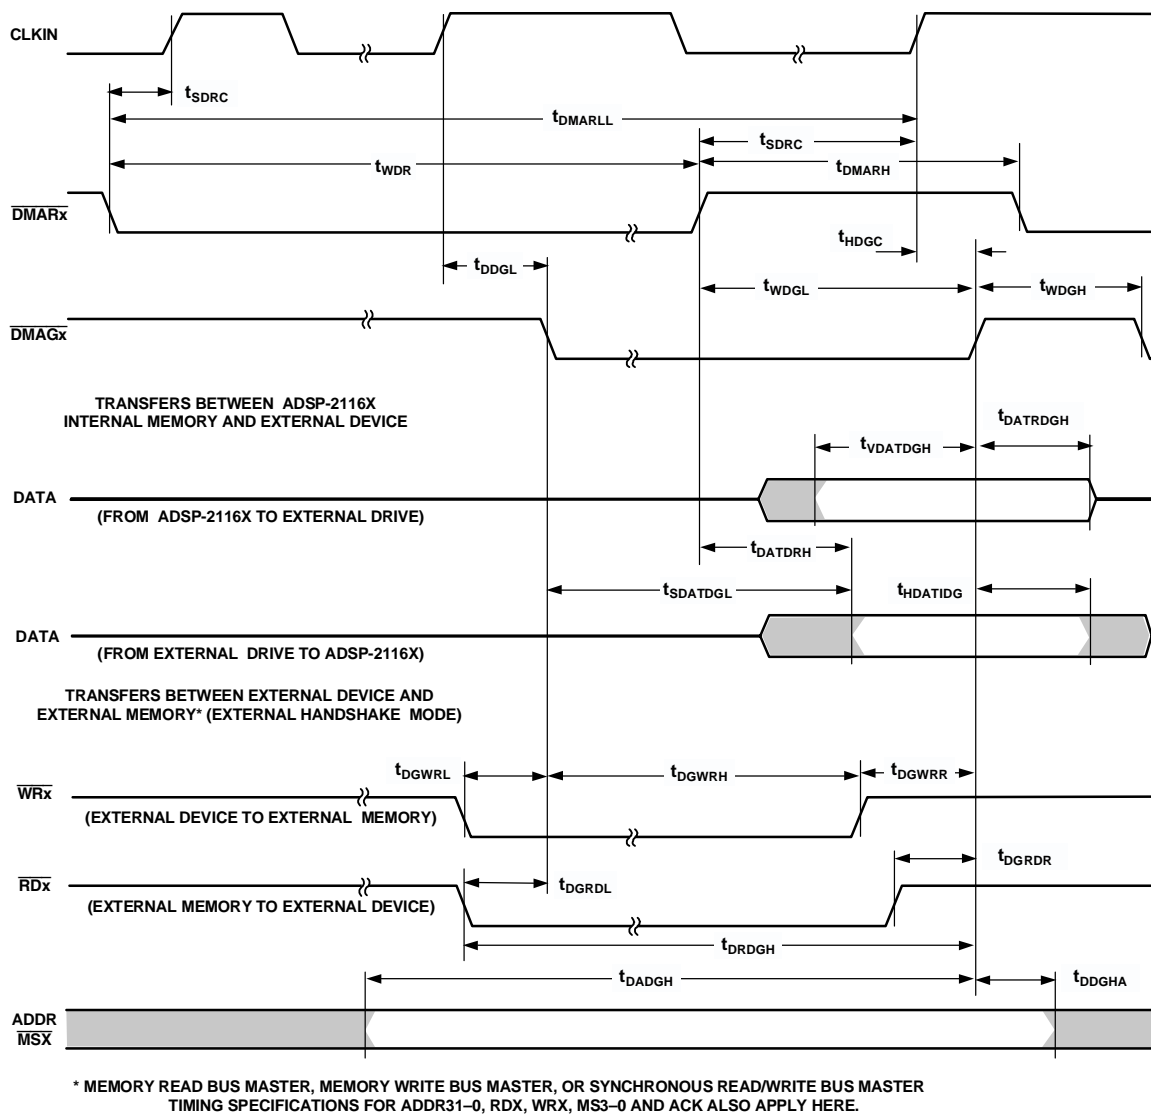 CLKIN
tSDRC
tDMARLL
tSDRC
tWDR
tDMARH
DMARx
tHDGC
tDDGL
tWDGL
tWDGH
DMAGx
TRANSFERS BETWEEN ADSP-2116X
INTERNAL MEMORY AND EXTERNAL DEVICE
tDATRDGH
tVDATDGH
DATA
(FROM ADSP-2116X TO EXTERNAL DRIVE)
tDATDRH
tSDATDGL
tHDATIDG
DATA
(FROM EXTERNAL DRIVE TO ADSP-2116X)
TRANSFERS BETWEEN EXTERNAL DEVICE AND
EXTERNAL MEMORY* (EXTERNAL HANDSHAKE MODE)
tDGWRL
tDGWRH
tDGWRR
WRx
(EXTERNAL DEVICE TO EXTERNAL MEMORY)
tDGRDR
RDx
tDGRDL
(EXTERNAL MEMORY TO EXTERNAL DEVICE)
tDRDGH
tDADGH
tDDGHA
ADDR
MSX
* MEMORY READ BUS MASTER, MEMORY WRITE BUS MASTER, OR SYNCHRONOUS READ/WRITE BUS MASTER
TIMING SPECIFICATIONS FOR ADDR31–0, RDX, WRX, MS3–0 AND ACK ALSO APPLY HERE.